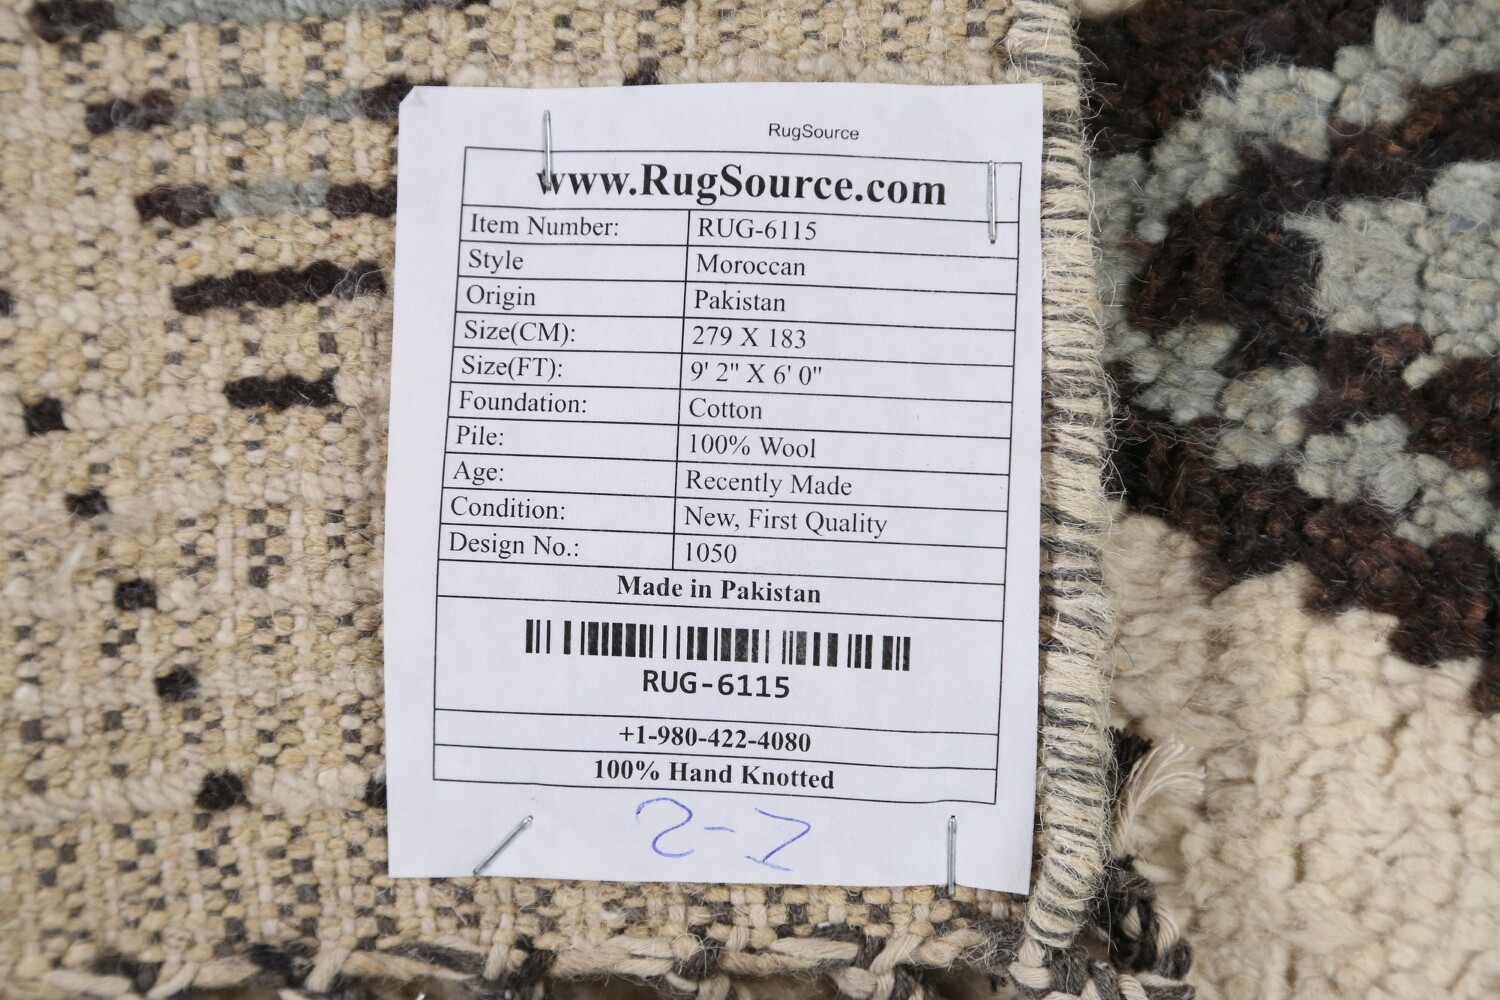 RugSource
www.RugSource.com
Item Number: RUG-6115
Style Moroccan
Origin Pakistan
Size(CM): 279 X 183
Size(FT): 9' 2" X 6' 0"
Foundation: Cotton
Pile: 100% Wool
Age: Recently Made
Condition: New, First Quality
Design No.: 1050
Made in Pakistan
RUG-6115
+1-980-422-4080
100% Hand Knotted